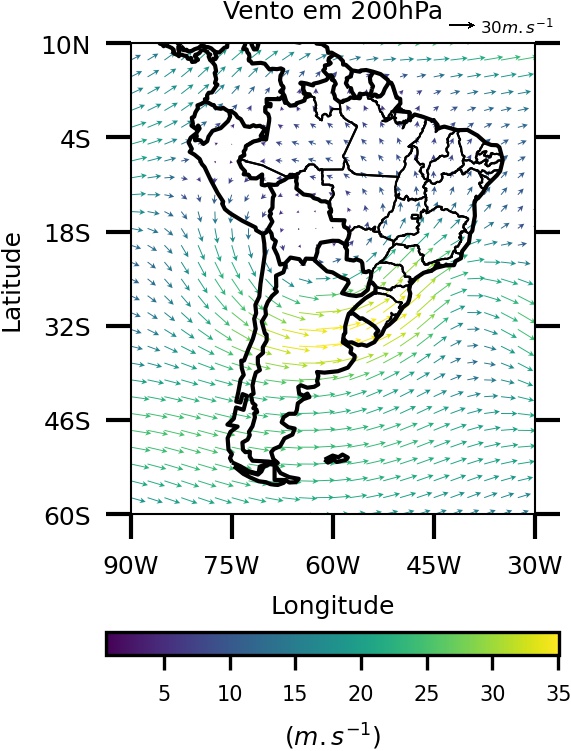 Vento em 200hPa
30m.s⁻¹
10N
4S
18S
32S
46S
60S
Latitude
90W 75W 60W 45W 30W
Longitude
5 10 15 20 25 30 35
(m.s⁻¹)